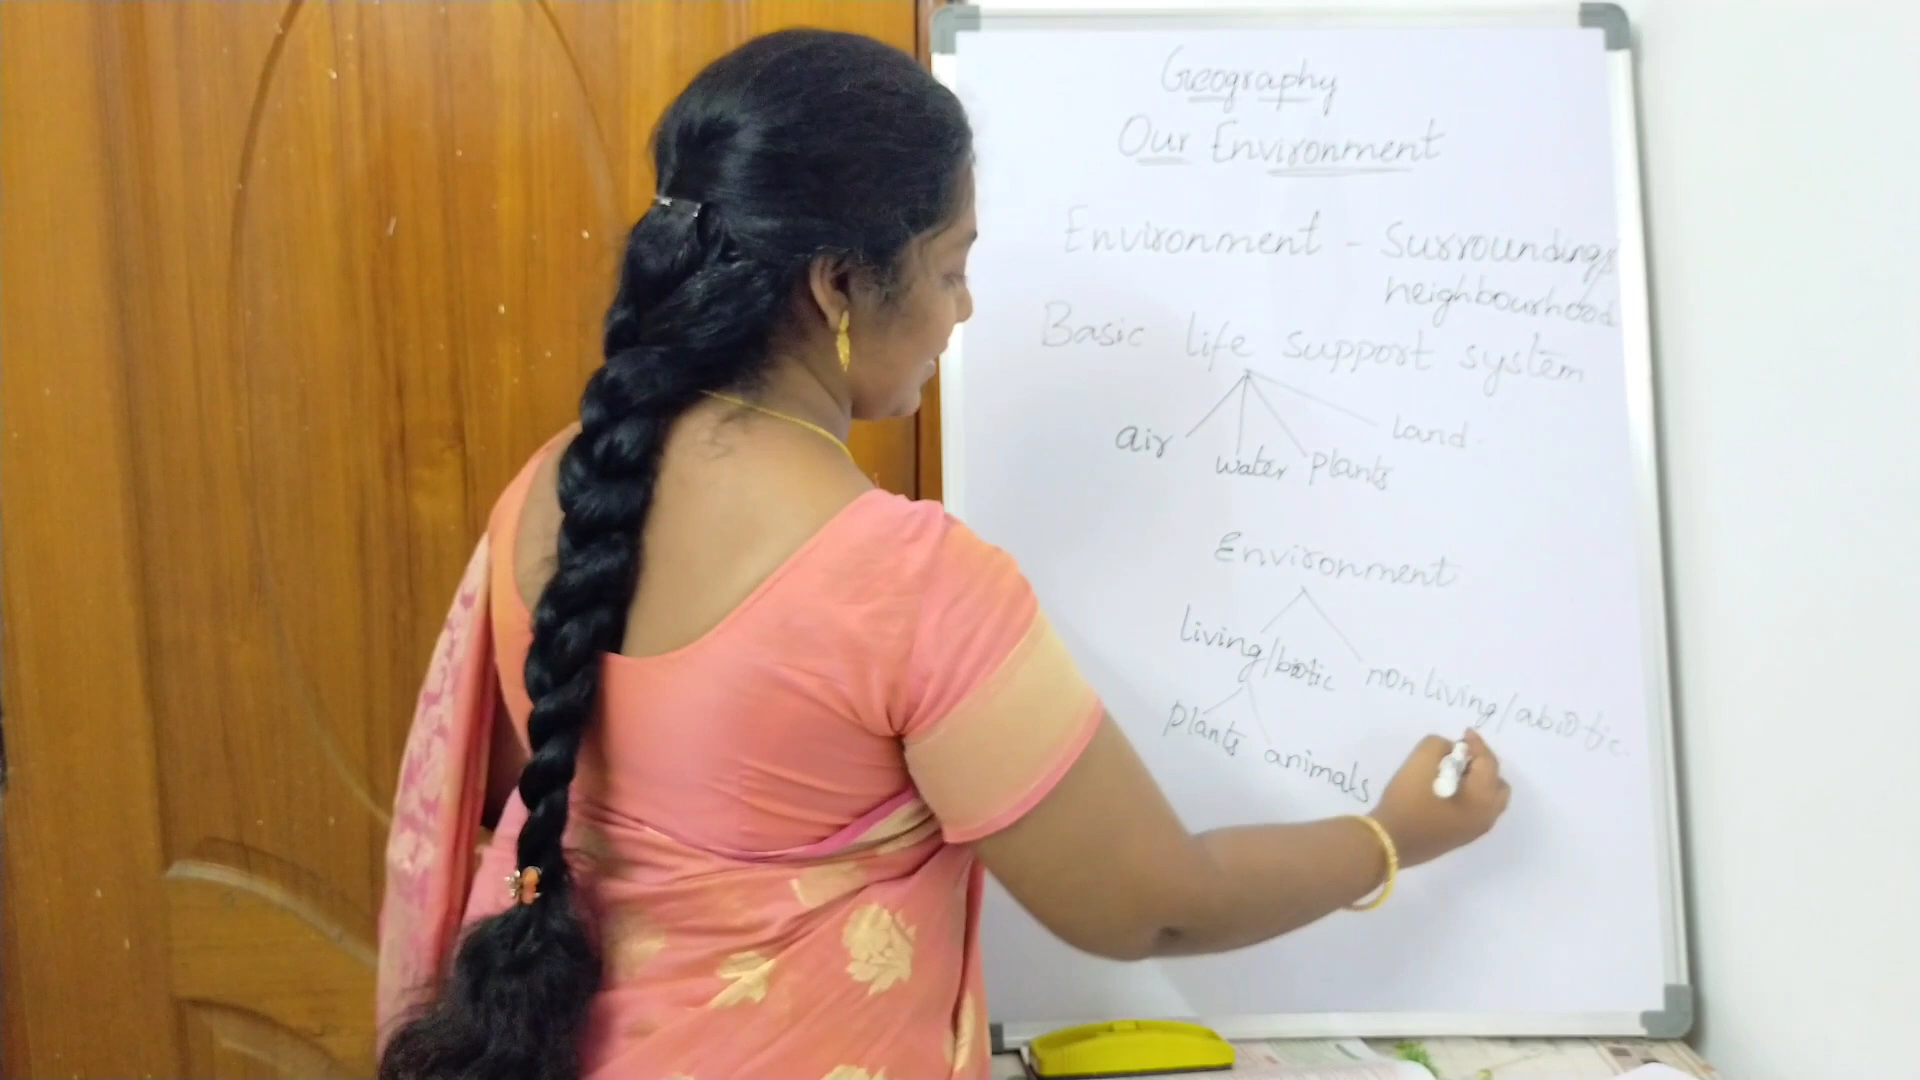 Geography
Our Environment
Environment - Surroundings
neighbourhood
Basic life support system
air water plants land
Environment
living/biotic non living/abiotic
plants animals